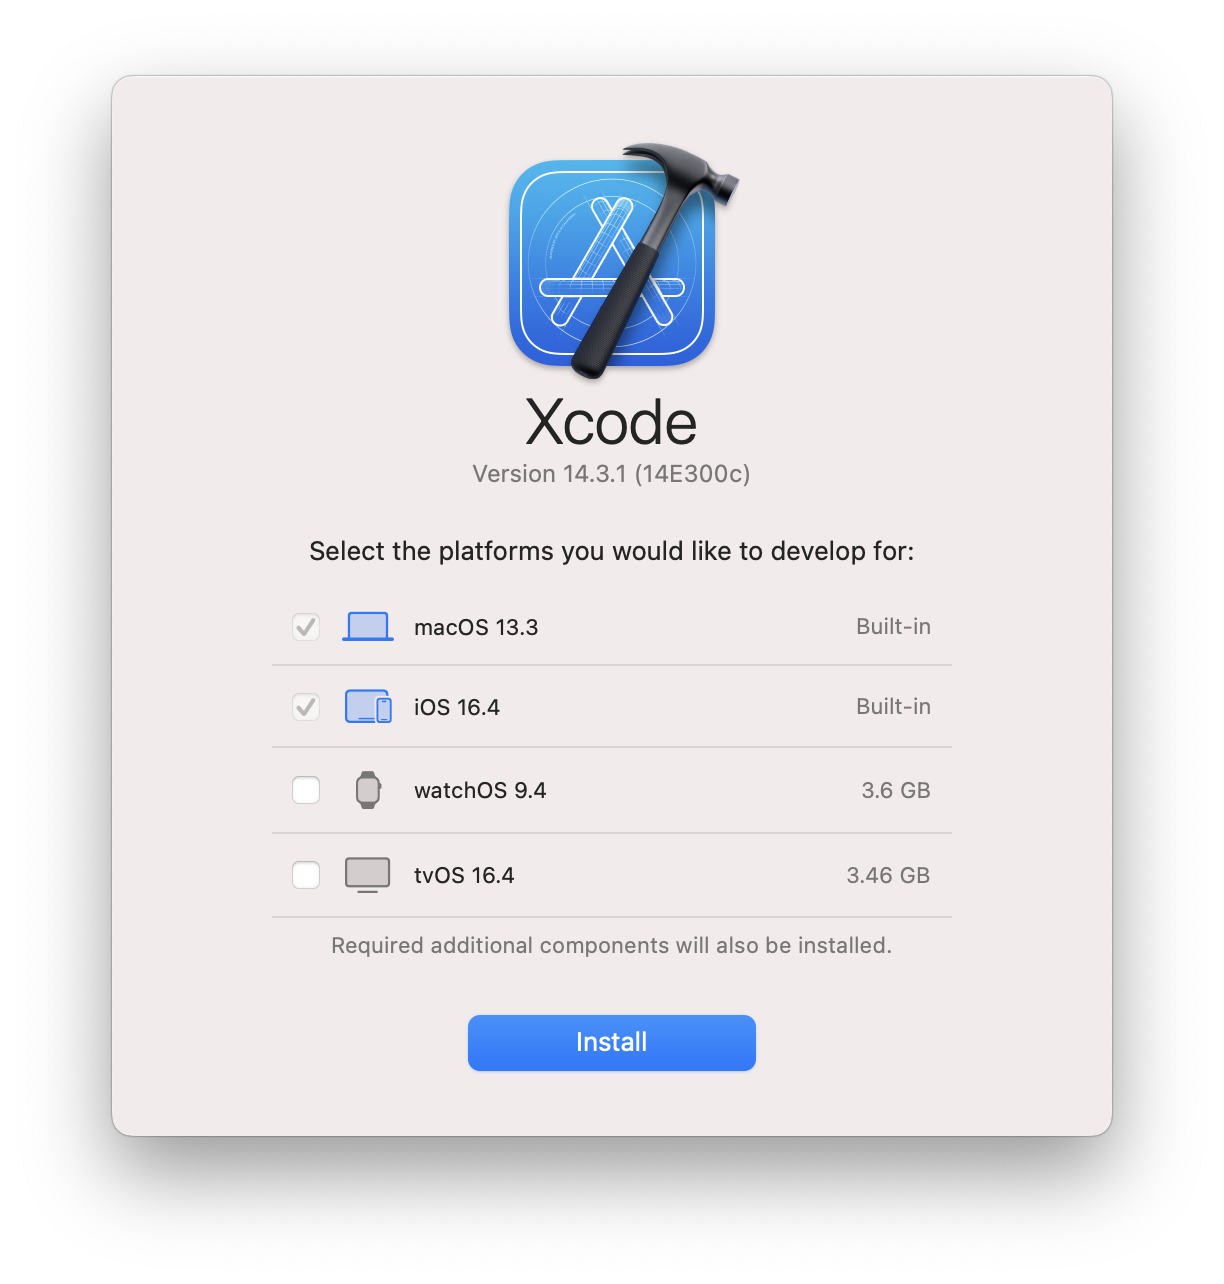 Xcode
Version 14.3.1 (14E300c)
Select the platforms you would like to develop for:
macOS 13.3 Built-in
iOS 16.4 Built-in
watchOS 9.4 3.6 GB
tvOS 16.4 3.46 GB
Required additional components will also be installed.
Install